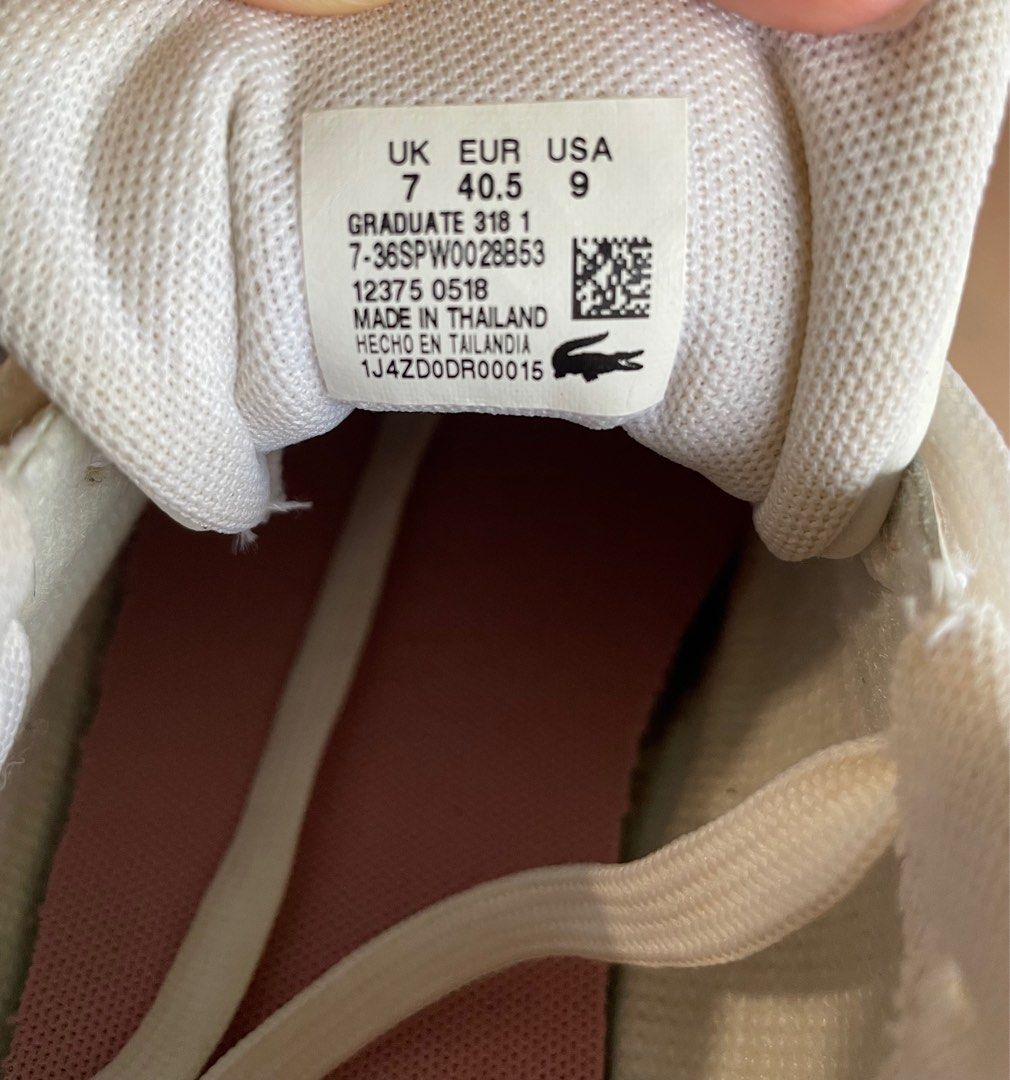 UK EUR USA
7 40.5 9
GRADUATE 318 1
7-36SPW0028B53
12375 0518
MADE IN THAILAND
HECHO EN TAILANDIA
1J4ZD0DR00015